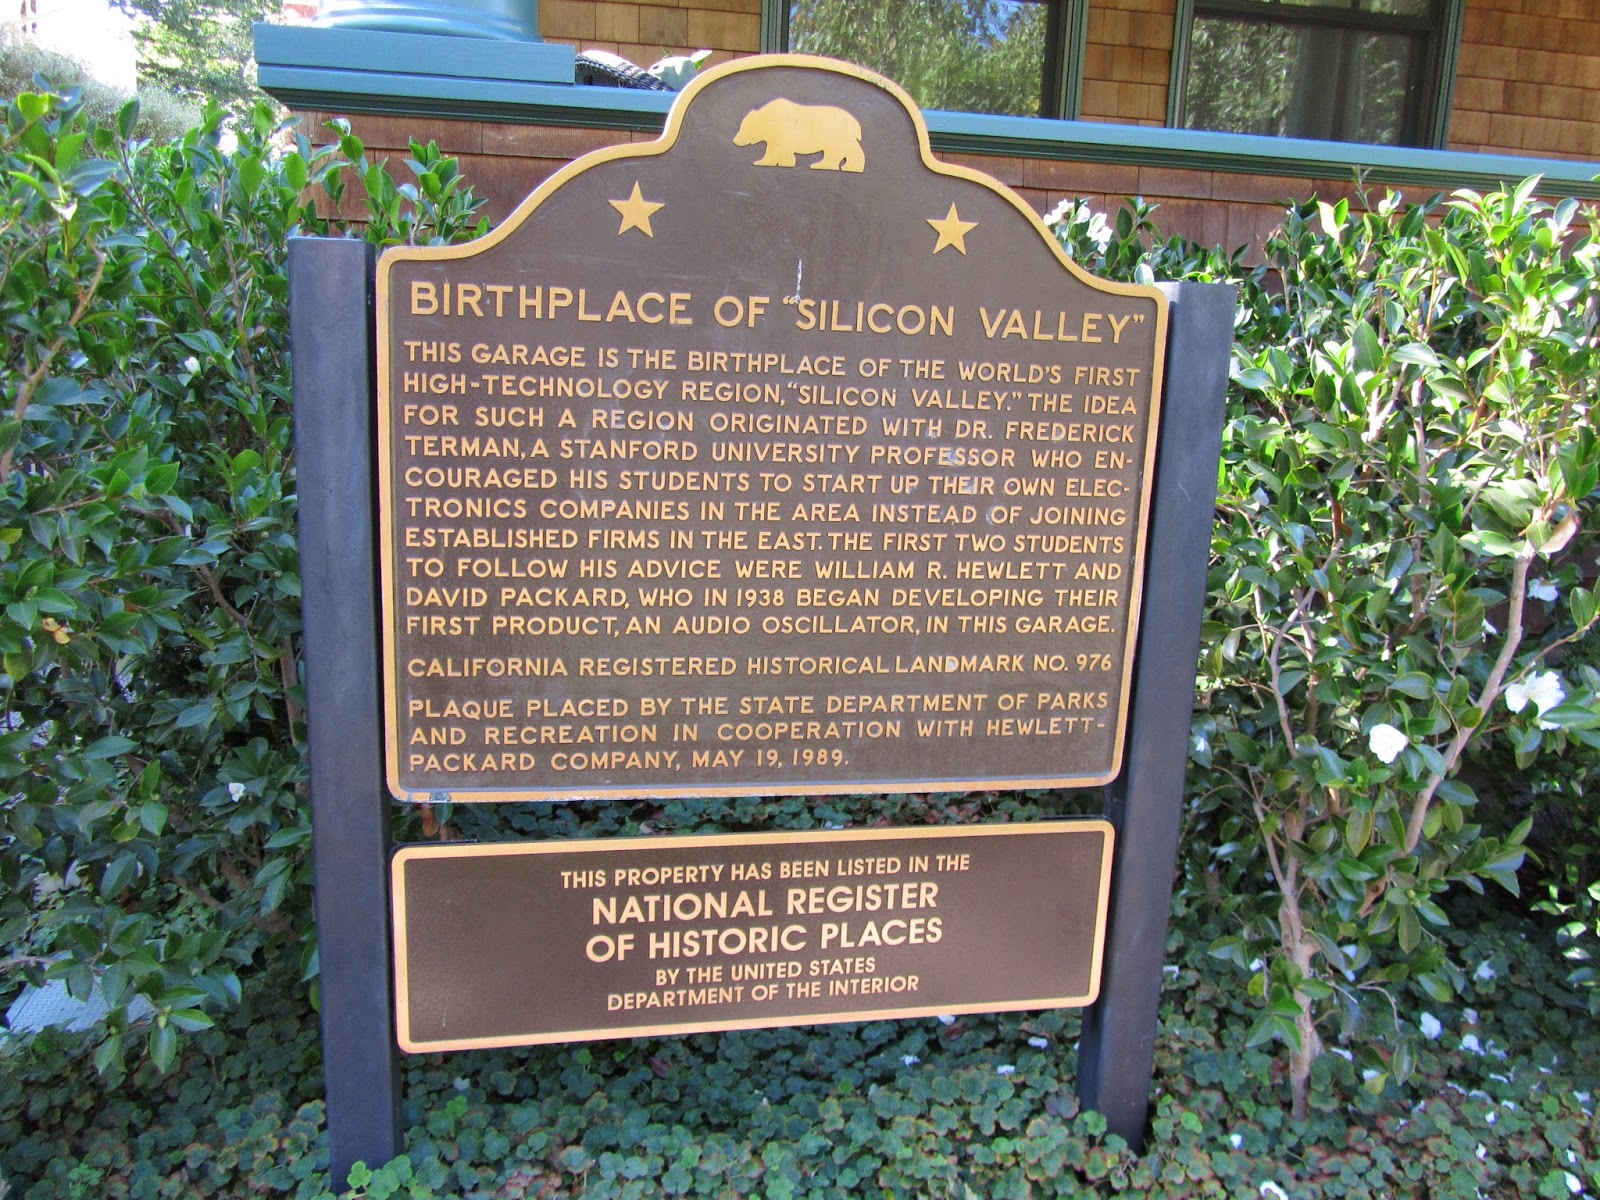 BIRTHPLACE OF "SILICON VALLEY"
THIS GARAGE IS THE BIRTHPLACE OF THE WORLD'S FIRST
HIGH-TECHNOLOGY REGION, "SILICON VALLEY." THE IDEA
FOR SUCH A REGION ORIGINATED WITH DR. FREDERICK
TERMAN, A STANFORD UNIVERSITY PROFESSOR WHO EN-
COURAGED HIS STUDENTS TO START UP THEIR OWN ELEC-
TRONICS COMPANIES IN THE AREA INSTEAD OF JOINING
ESTABLISHED FIRMS IN THE EAST. THE FIRST TWO STUDENTS
TO FOLLOW HIS ADVICE WERE WILLIAM R. HEWLETT AND
DAVID PACKARD, WHO IN 1938 BEGAN DEVELOPING THEIR
FIRST PRODUCT, AN AUDIO OSCILLATOR, IN THIS GARAGE.
CALIFORNIA REGISTERED HISTORICAL LANDMARK NO. 976
PLAQUE PLACED BY THE STATE DEPARTMENT OF PARKS
AND RECREATION IN COOPERATION WITH HEWLETT-
PACKARD COMPANY, MAY 19, 1989.
THIS PROPERTY HAS BEEN LISTED IN THE
NATIONAL REGISTER
OF HISTORIC PLACES
BY THE UNITED STATES
DEPARTMENT OF THE INTERIOR